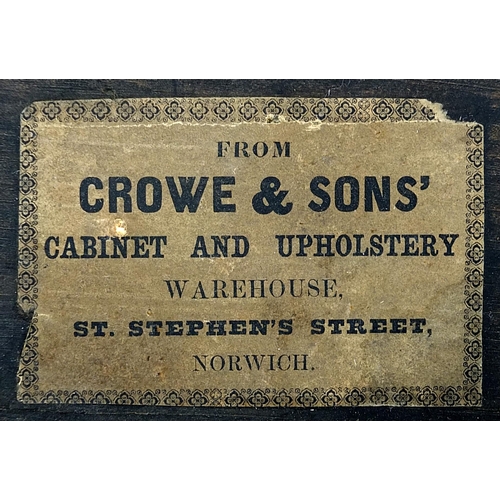 FROM
CROWE & SONS'
CABINET AND UPHOLSTERY
WAREHOUSE,
ST. STEPHEN'S STREET,
NORWICH.